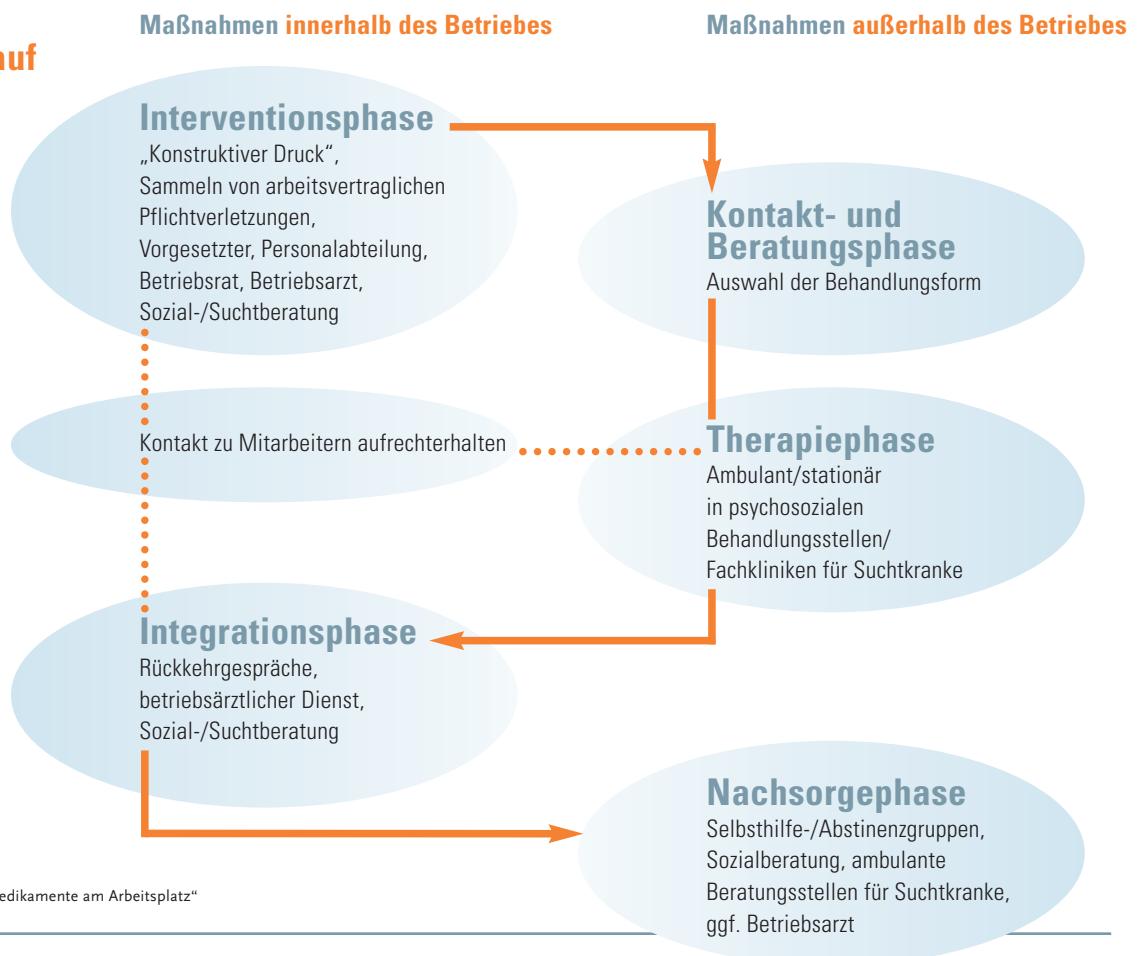 Maßnahmen innerhalb des Betriebes
Maßnahmen außerhalb des Betriebes
Interventionsphase
„Konstruktiver Druck“,
Sammeln von arbeitsvertraglichen
Pflichtverletzungen,
Vorgesetzter, Personalabteilung,
Betriebsrat, Betriebsarzt,
Sozial-/Suchtberatung
Kontakt- und
Beratungsphase
Auswahl der Behandlungsform
Kontakt zu Mitarbeitern aufrechterhalten
Therapiephase
Ambulant/stationär
in psychosozialen
Behandlungsstellen/
Fachkliniken für Suchtkranke
Integrationsphase
Rückkehrgespräche,
betriebsärztlicher Dienst,
Sozial-/Suchtberatung
Nachsorgephase
Selbsthilfe-/Abstinenzgruppen,
Sozialberatung, ambulante
Beratungsstellen für Suchtkranke,
ggf. Betriebsarzt
am Arbeitsplatz“